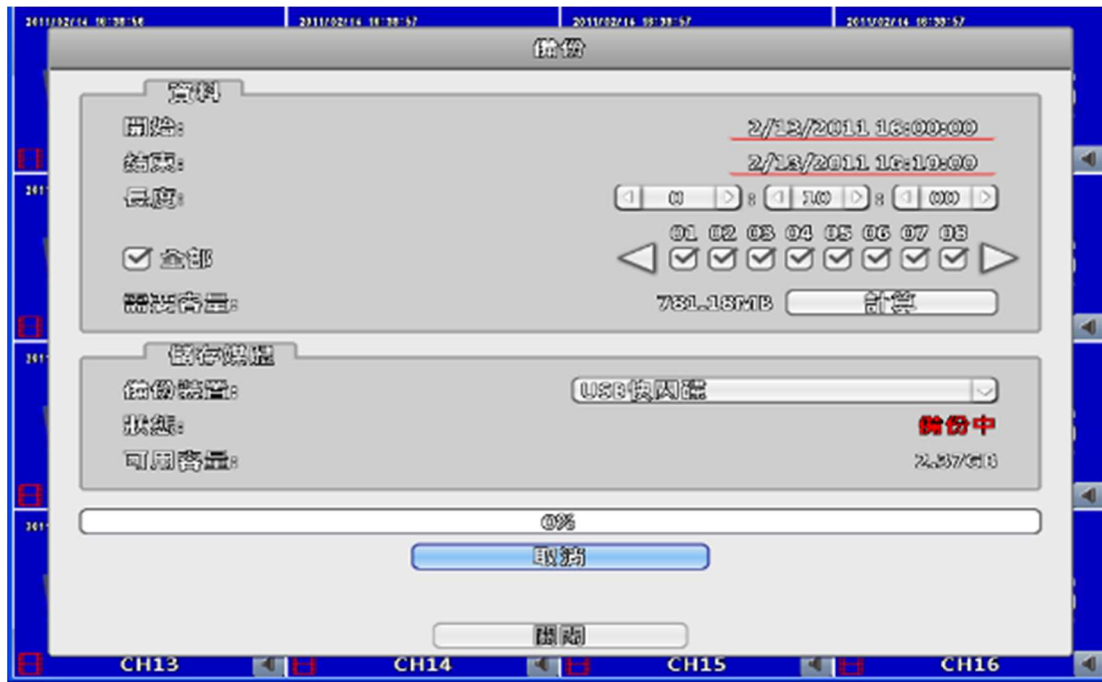 2011/02/14 16:38:56 2011/02/14 16:38:57 2011/02/14 16:38:57 2011/02/14 16:38:57
備份
資料
開始: 2/13/2011 16:00:00
結束: 2/13/2011 16:10:00
長度: 0 : 10 : 00
01 02 03 04 05 06 07 08
全部
需要容量: 781.18MB 計算
儲存媒體
備份裝置: USB快閃碟
狀態: 備份中
可用容量: 2.37GB
0%
取消
關閉
CH13 CH14 CH15 CH16